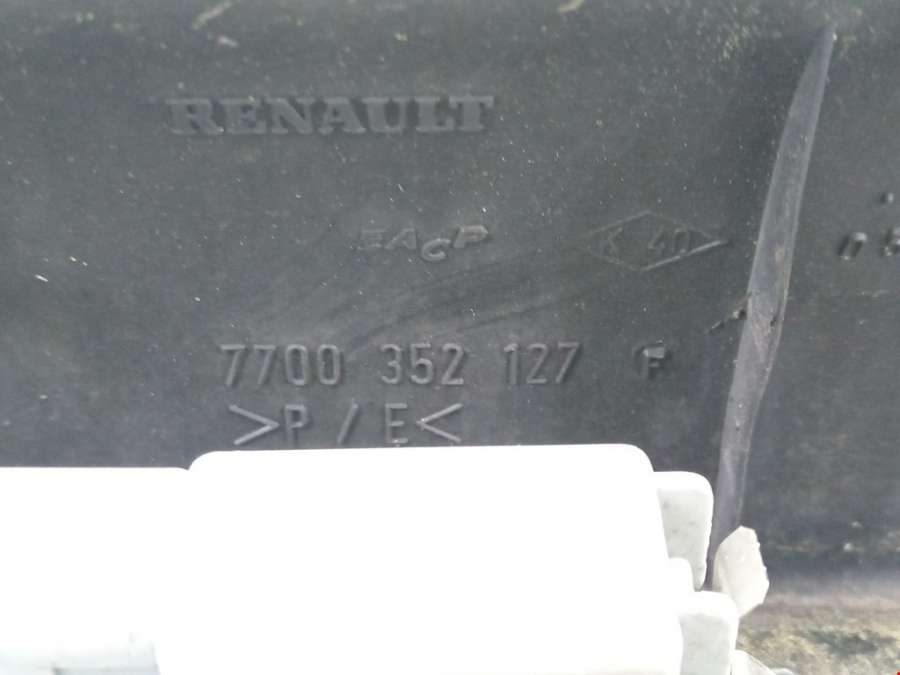 RENAULT
EACP
K 40
7700 352 127 F
>P/E<